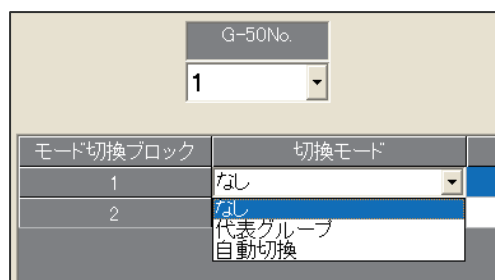 G-50No.
1
モード切換ブロック 切換モード
1 なし
2 なし
代表グループ
自動切換